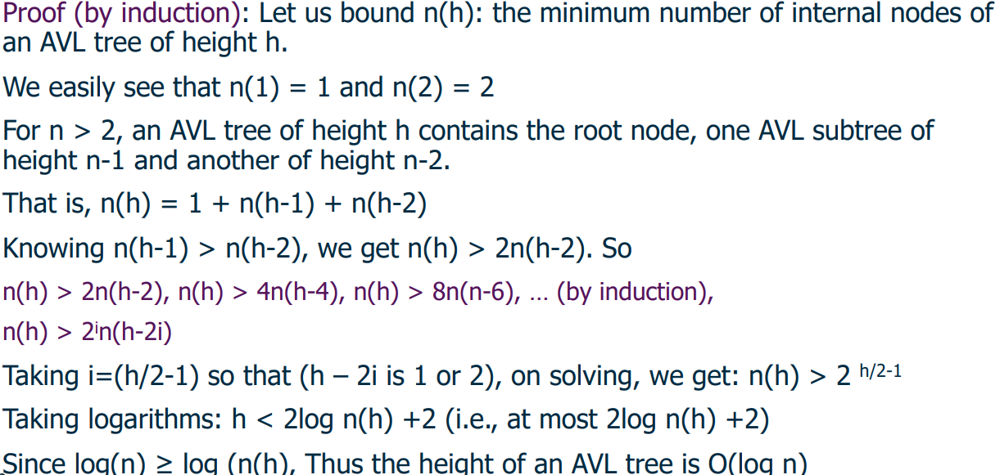 Proof (by induction): Let us bound n(h): the minimum number of internal nodes of
an AVL tree of height h.
We easily see that n(1) = 1 and n(2) = 2
For n > 2, an AVL tree of height h contains the root node, one AVL subtree of
height n-1 and another of height n-2.
That is, n(h) = 1 + n(h-1) + n(h-2)
Knowing n(h-1) > n(h-2), we get n(h) > 2n(h-2). So
n(h) > 2n(h-2), n(h) > 4n(h-4), n(h) > 8n(n-6), … (by induction),
n(h) > 2ⁱn(h-2i)
Taking i=(h/2-1) so that (h – 2i is 1 or 2), on solving, we get: n(h) > 2 ^h/2-1
Taking logarithms: h < 2log n(h) +2 (i.e., at most 2log n(h) +2)
Since log(n) ≥ log (n(h), Thus the height of an AVL tree is O(log n)